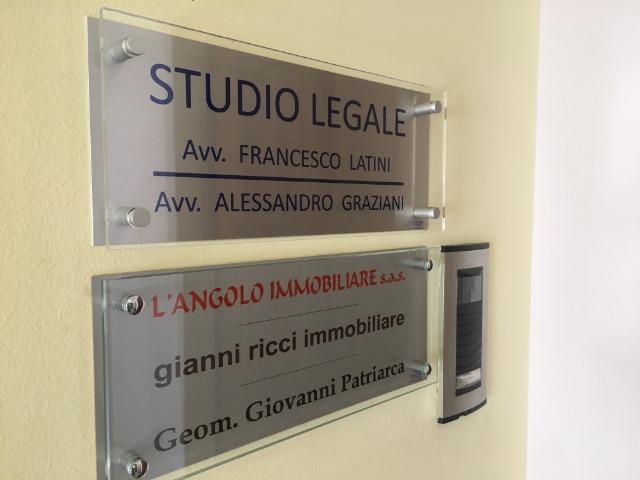 STUDIO LEGALE
Avv. FRANCESCO LATINI
Avv. ALESSANDRO GRAZIANI
L'ANGOLO IMMOBILIARE s.a.s.
gianni ricci immobiliare
Geom. Giovanni Patriarca